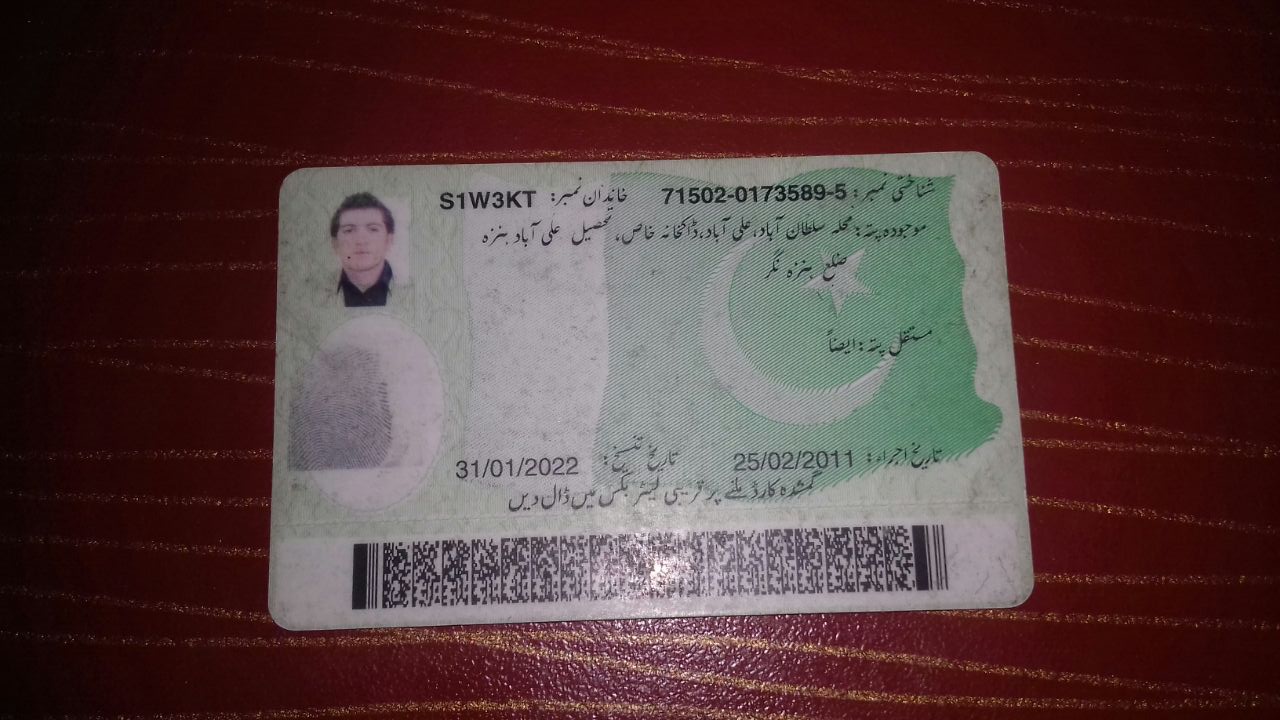 شناختی نمبر: 71502-0173589-5 خاندان نمبر: S1W3KT
موجودہ پتہ: محلہ سلطان آباد، علی آباد، ڈاکخانہ خاص، تحصیل علی آباد ہنزہ
ضلع ہنزہ نگر
مستقل پتہ: ایضاً
تاریخ اجراء: 25/02/2011 تاریخ تنسیخ: 31/01/2022
گمشدہ کارڈ ملنے پر قریبی لیٹر بکس میں ڈال دیں